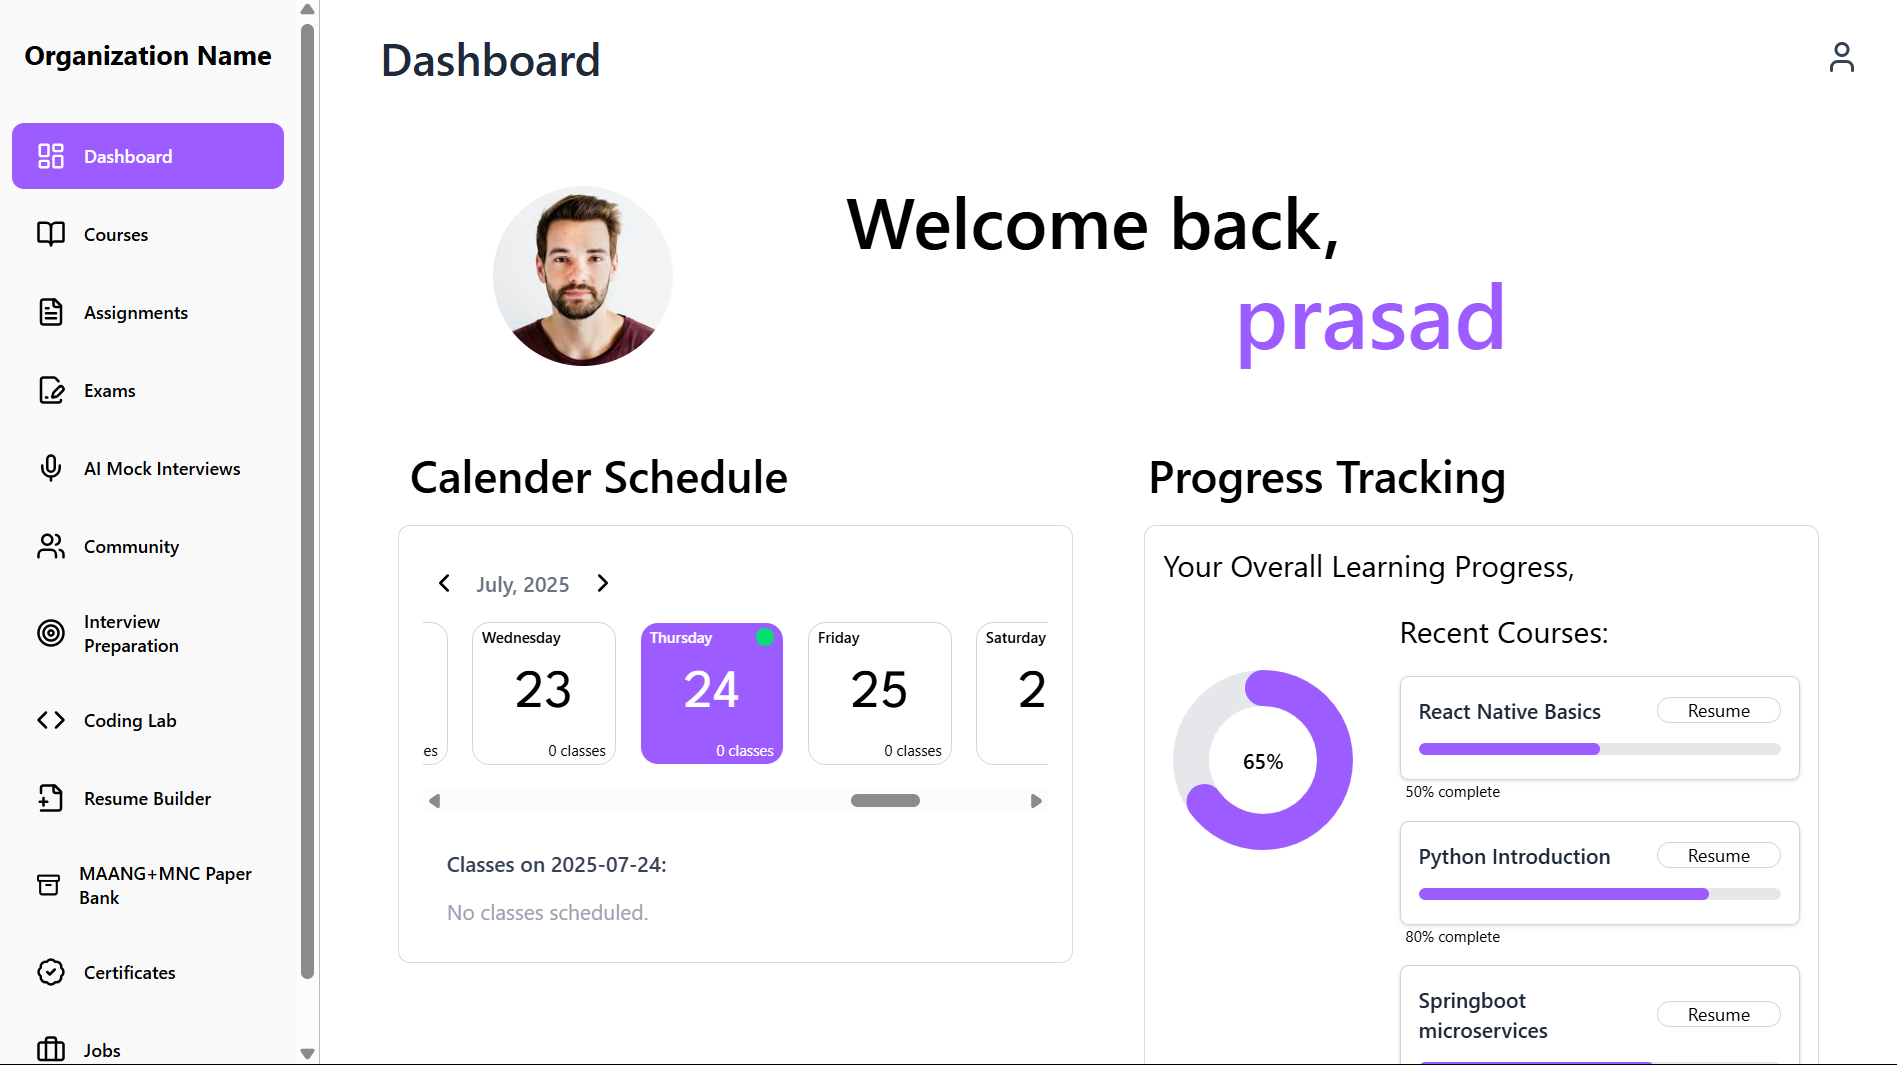 Organization Name
Dashboard
Courses
Assignments
Exams
AI Mock Interviews
Community
Interview
Preparation
Coding Lab
Resume Builder
MAANG+MNC Paper
Bank
Certificates
Jobs
Dashboard
Welcome back,
prasad
Calender Schedule
July, 2025
es
Wednesday
23
0 classes
Thursday
24
0 classes
Friday
25
0 classes
Saturday
2
Classes on 2025-07-24:
No classes scheduled.
Progress Tracking
Your Overall Learning Progress,
65%
Recent Courses:
React Native Basics
Resume
50% complete
Python Introduction
Resume
80% complete
Springboot
microservices
Resume